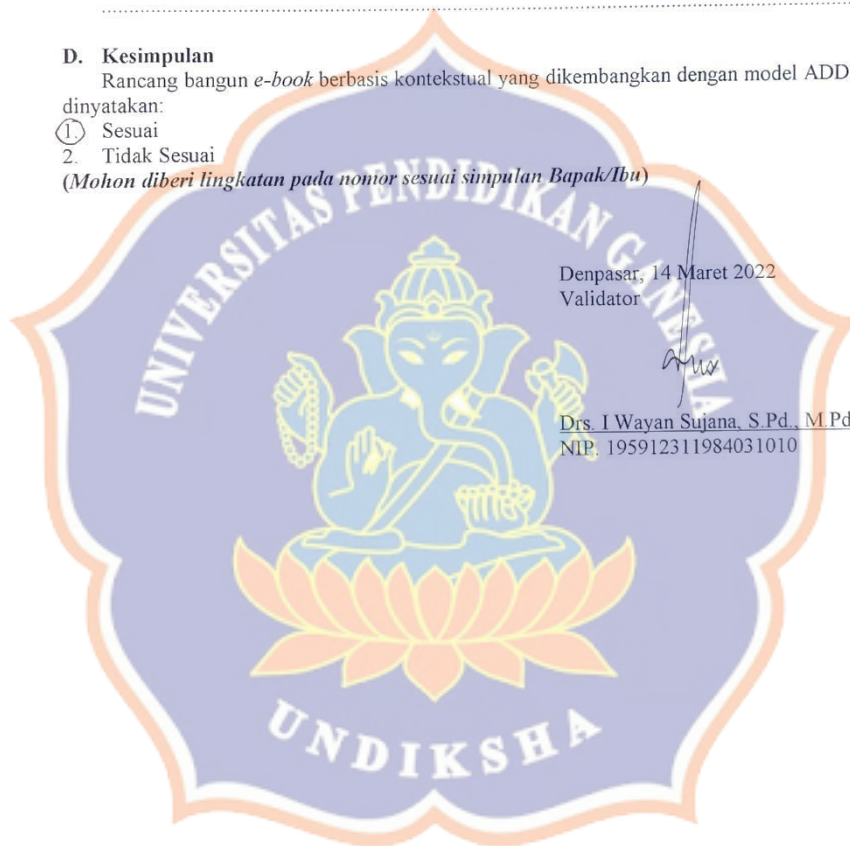 D. Kesimpulan
Rancang bangun e-book berbasis kontekstual yang dikembangkan dengan model ADD
dinyatakan:
1. Sesuai
2. Tidak Sesuai
(Mohon diberi lingkatan pada nomor sesuai simpulan Bapak/Ibu)
Denpasar, 14 Maret 2022
Validator
Drs. I Wayan Sujana, S.Pd., M.Pd
NIP. 195912311984031010
UNIVERSITAS PENDIDIKAN GANESHA
UNDIKSHA